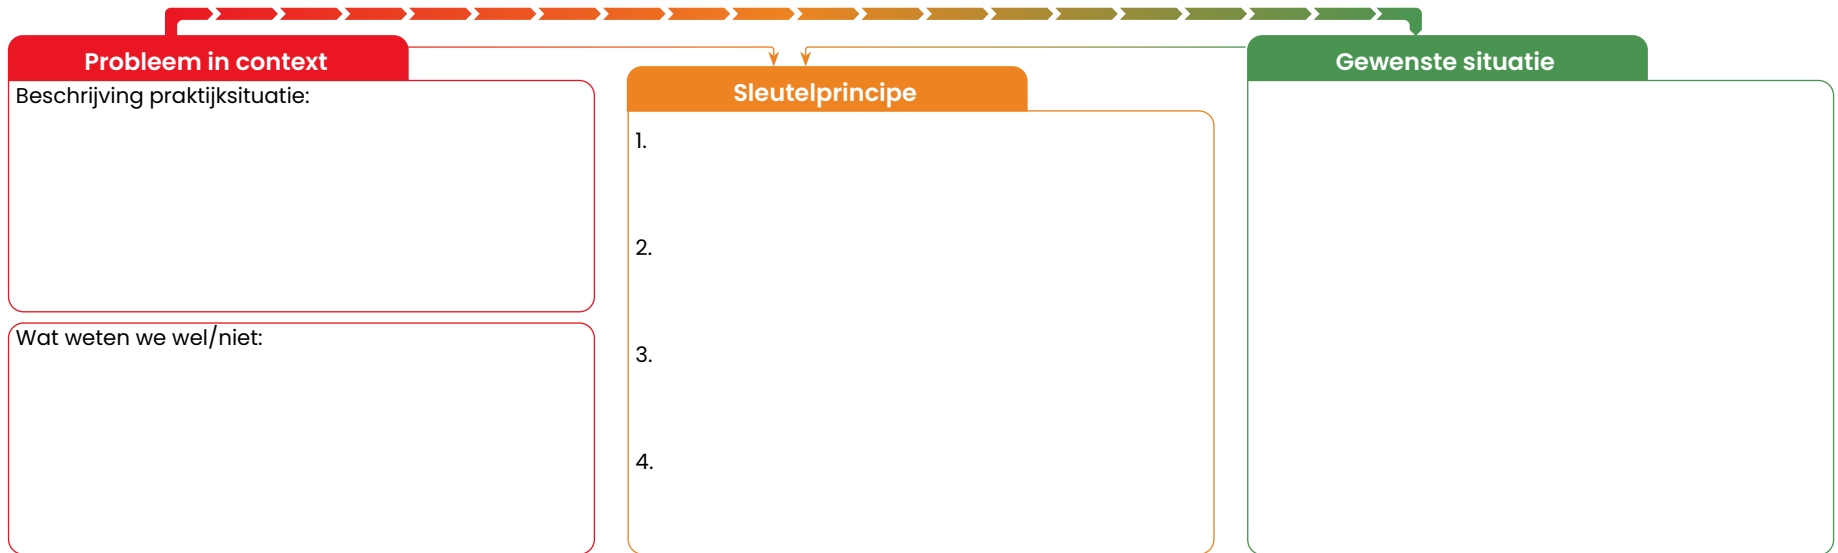 Probleem in context
Beschrijving praktijksituatie:
Wat weten we wel/niet:
Sleutelprincipe
1.
2.
3.
4.
Gewenste situatie